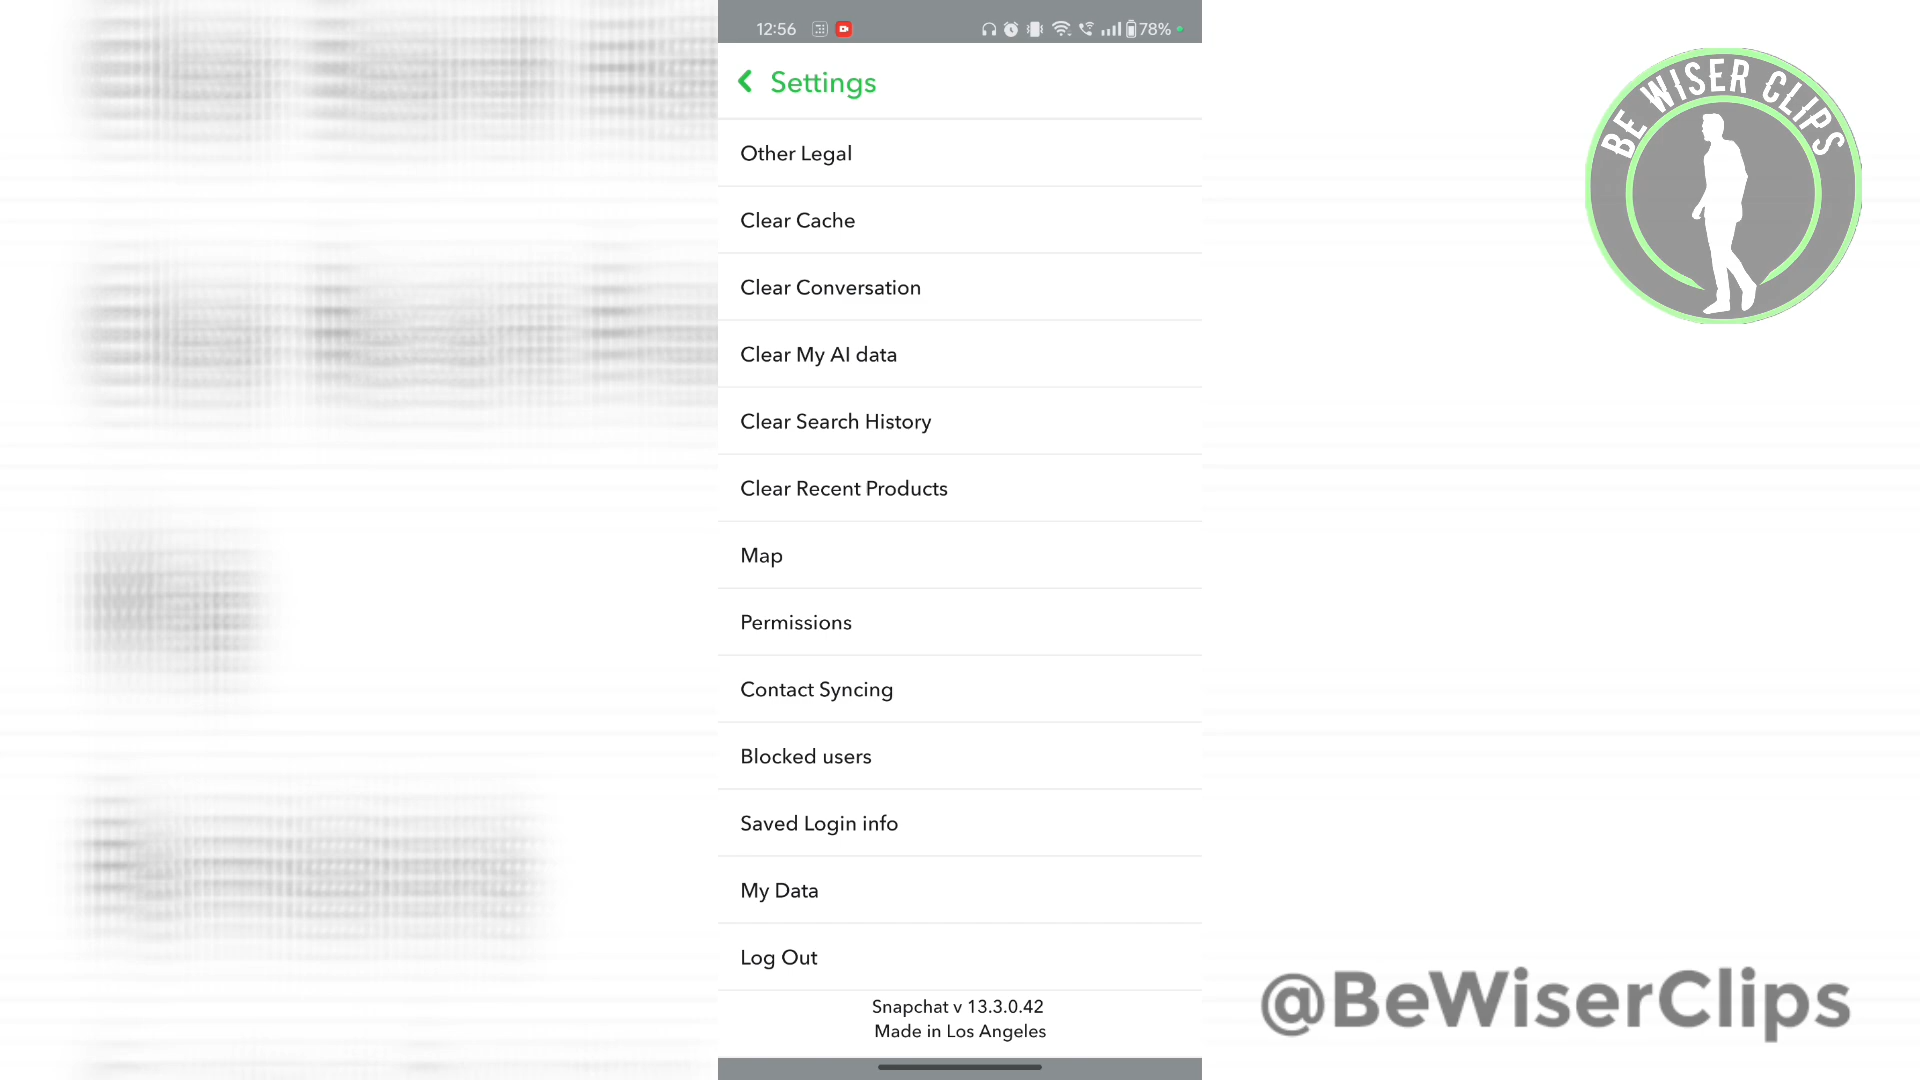 12:56
78%
Settings
Other Legal
Clear Cache
Clear Conversation
Clear My AI data
Clear Search History
Clear Recent Products
Map
Permissions
Contact Syncing
Blocked users
Saved Login info
My Data
Log Out
Snapchat v 13.3.0.42
Made in Los Angeles
BE WISER CLIPS
@BeWiserClips